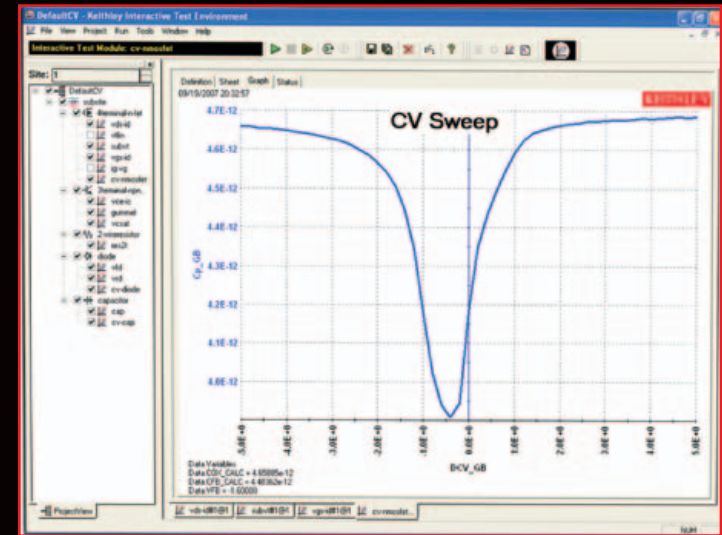 DefaultCV - Keithley Interactive Test Environment
File View Project Run Tools Window Help
Interactive Test Module: cv-nmosfet
Site: 1
DefaultCV
subsite
4terminal-n-fet
vds-id
vtlin
subvt
vgs-id
ig-vg
cv-nmosfet
3terminal-npn...
vce-ic
gummel
vcsat
2-wireresistor
res2t
diode
vfd
vrd
cv-diode
capacitor
cap
cv-cap
ProjectView
Definition Sheet Graph Status
09/19/2007 20:32:57
KEITHLEY
CV Sweep
4.7E-12
4.6E-12
4.5E-12
4.4E-12
4.3E-12
4.2E-12
4.1E-12
4.0E-12
Cp_GB
-5.0E+0
-4.0E+0
-3.0E+0
-2.0E+0
-1.0E+0
0.0E+0
1.0E+0
2.0E+0
3.0E+0
4.0E+0
5.0E+0
DCV_GB
Data Variables
Data:COX_CALC = 4.65885e-12
Data:CFB_CALC = 4.48362e-12
Data:VFB = -1.60000
vds-id#1@1 subvt#1@1 vgs-id#1@1 cv-nmosfet...
NUM